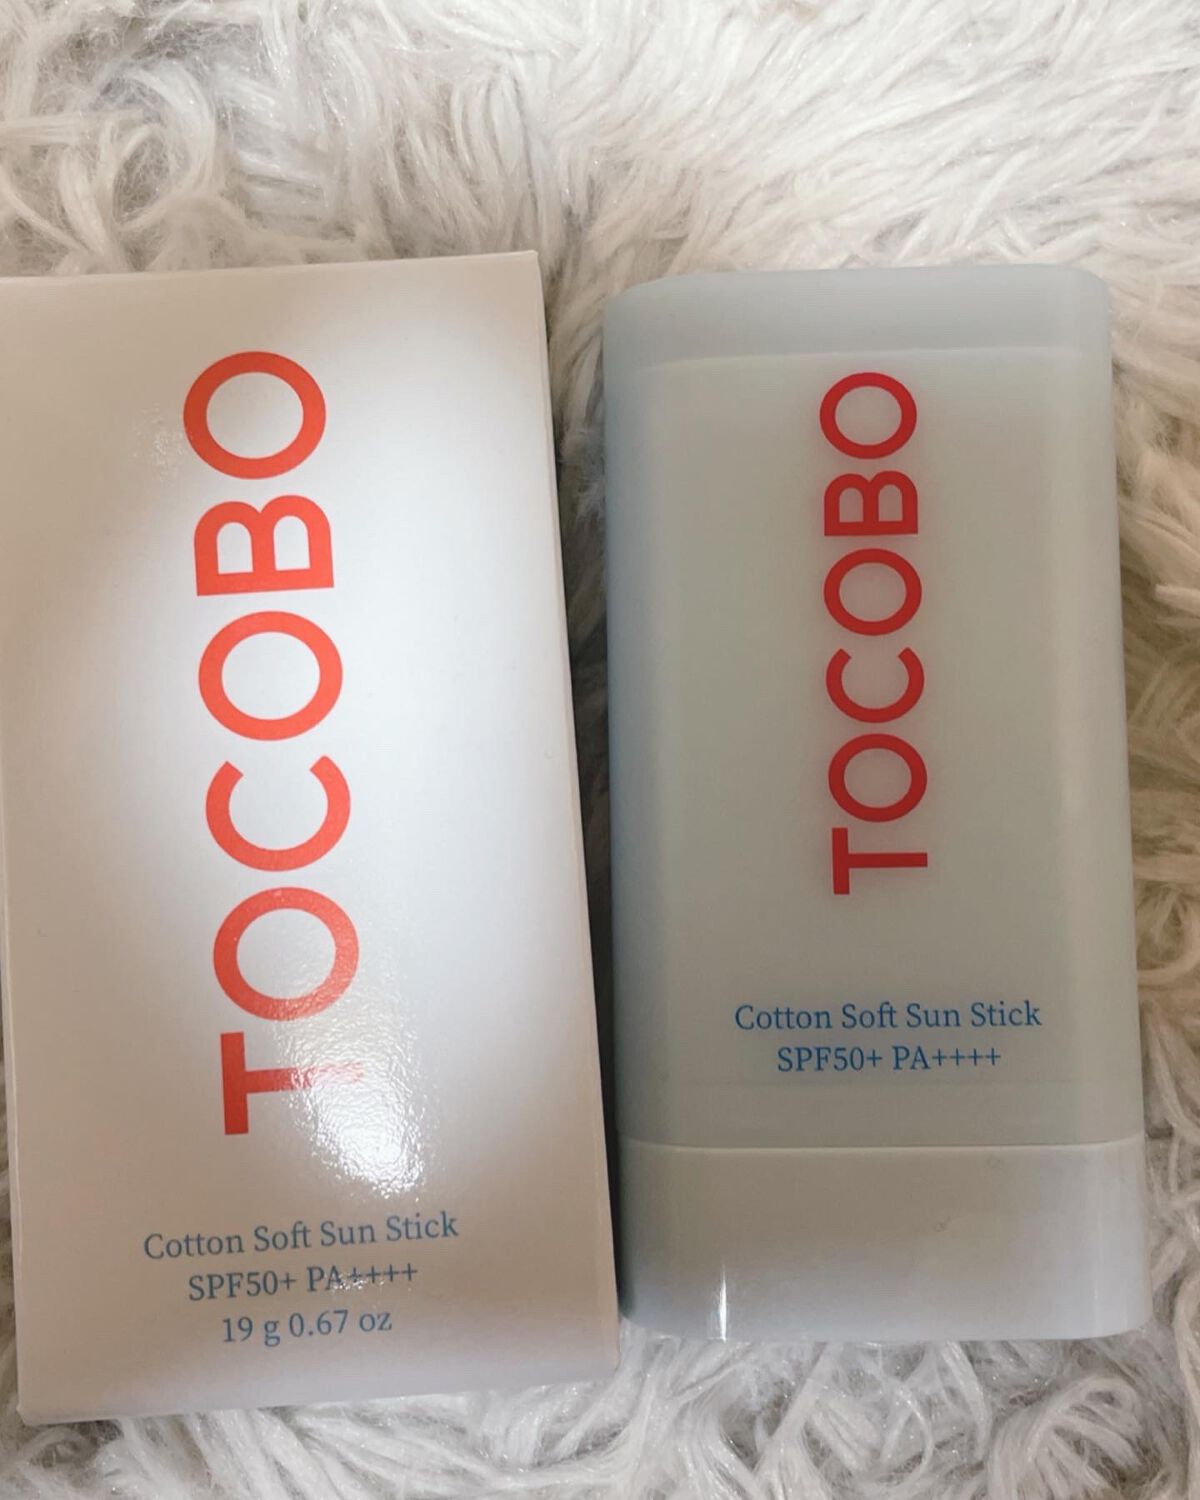 TOCOBO
Cotton Soft Sun Stick
SPF50+ PA++++
19 g 0.67 oz
TOCOBO
Cotton Soft Sun Stick
SPF50+ PA++++